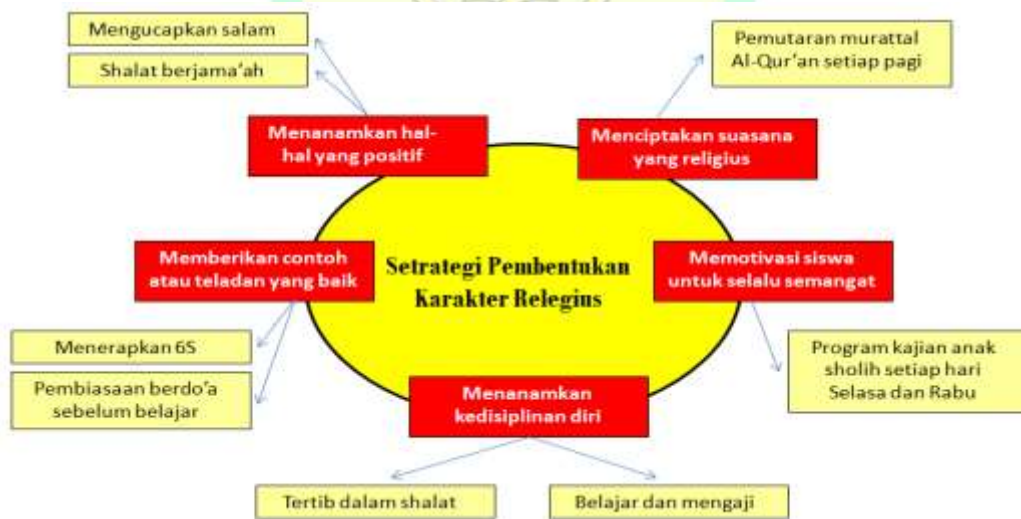 Mengucapkan salam
Shalat berjama'ah
Pemutaran murattal
Al-Qur'an setiap pagi
Menanamkan hal-
hal yang positif
Menciptakan suasana
yang religius
Memberikan contoh
atau teladan yang baik
Setrategi Pembentukan
Karakter Relegius
Memotivasi siswa
untuk selalu semangat
Menerapkan 6S
Pembiasaan berdo'a
sebelum belajar
Program kajian anak
sholih setiap hari
Selasa dan Rabu
Menanamkan
kedisiplinan diri
Tertib dalam shalat
Belajar dan mengaji